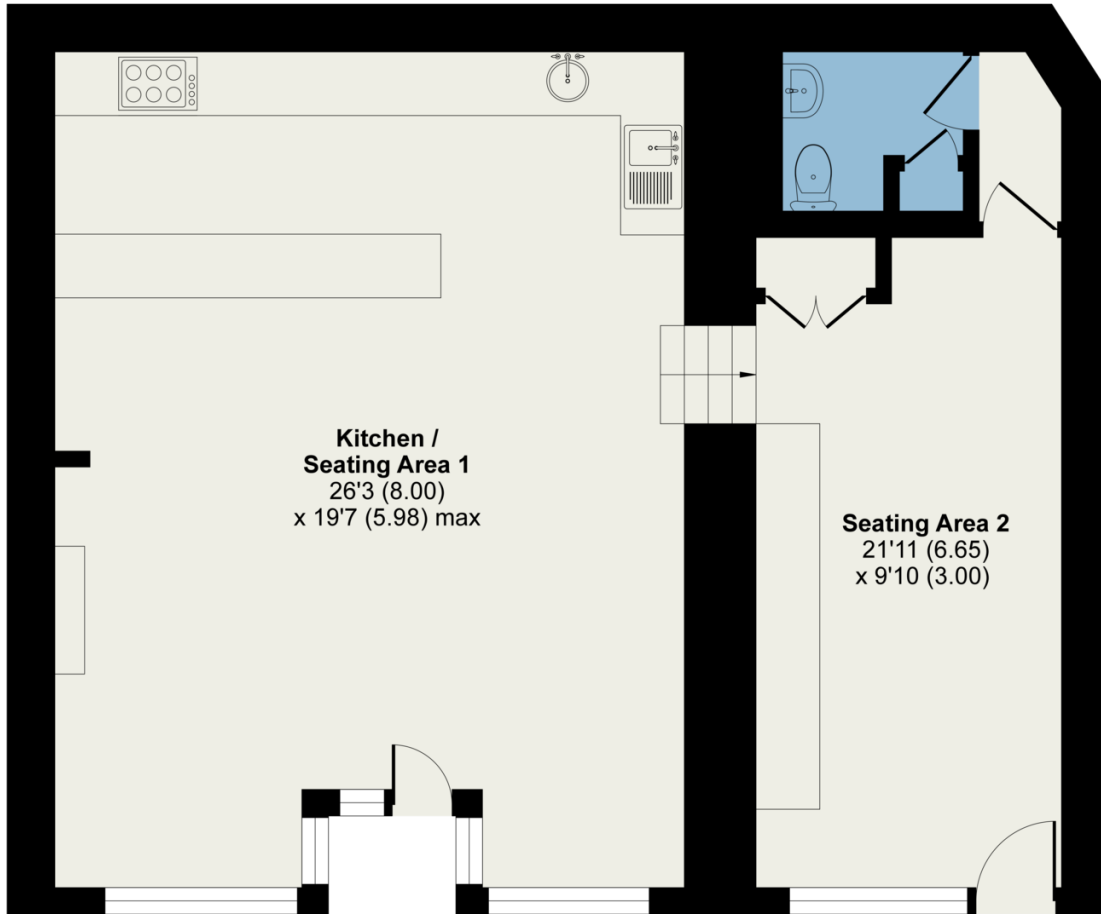 Kitchen /
Seating Area 1
26'3 (8.00)
x 19'7 (5.98) max
Seating Area 2
21'11 (6.65)
x 9'10 (3.00)